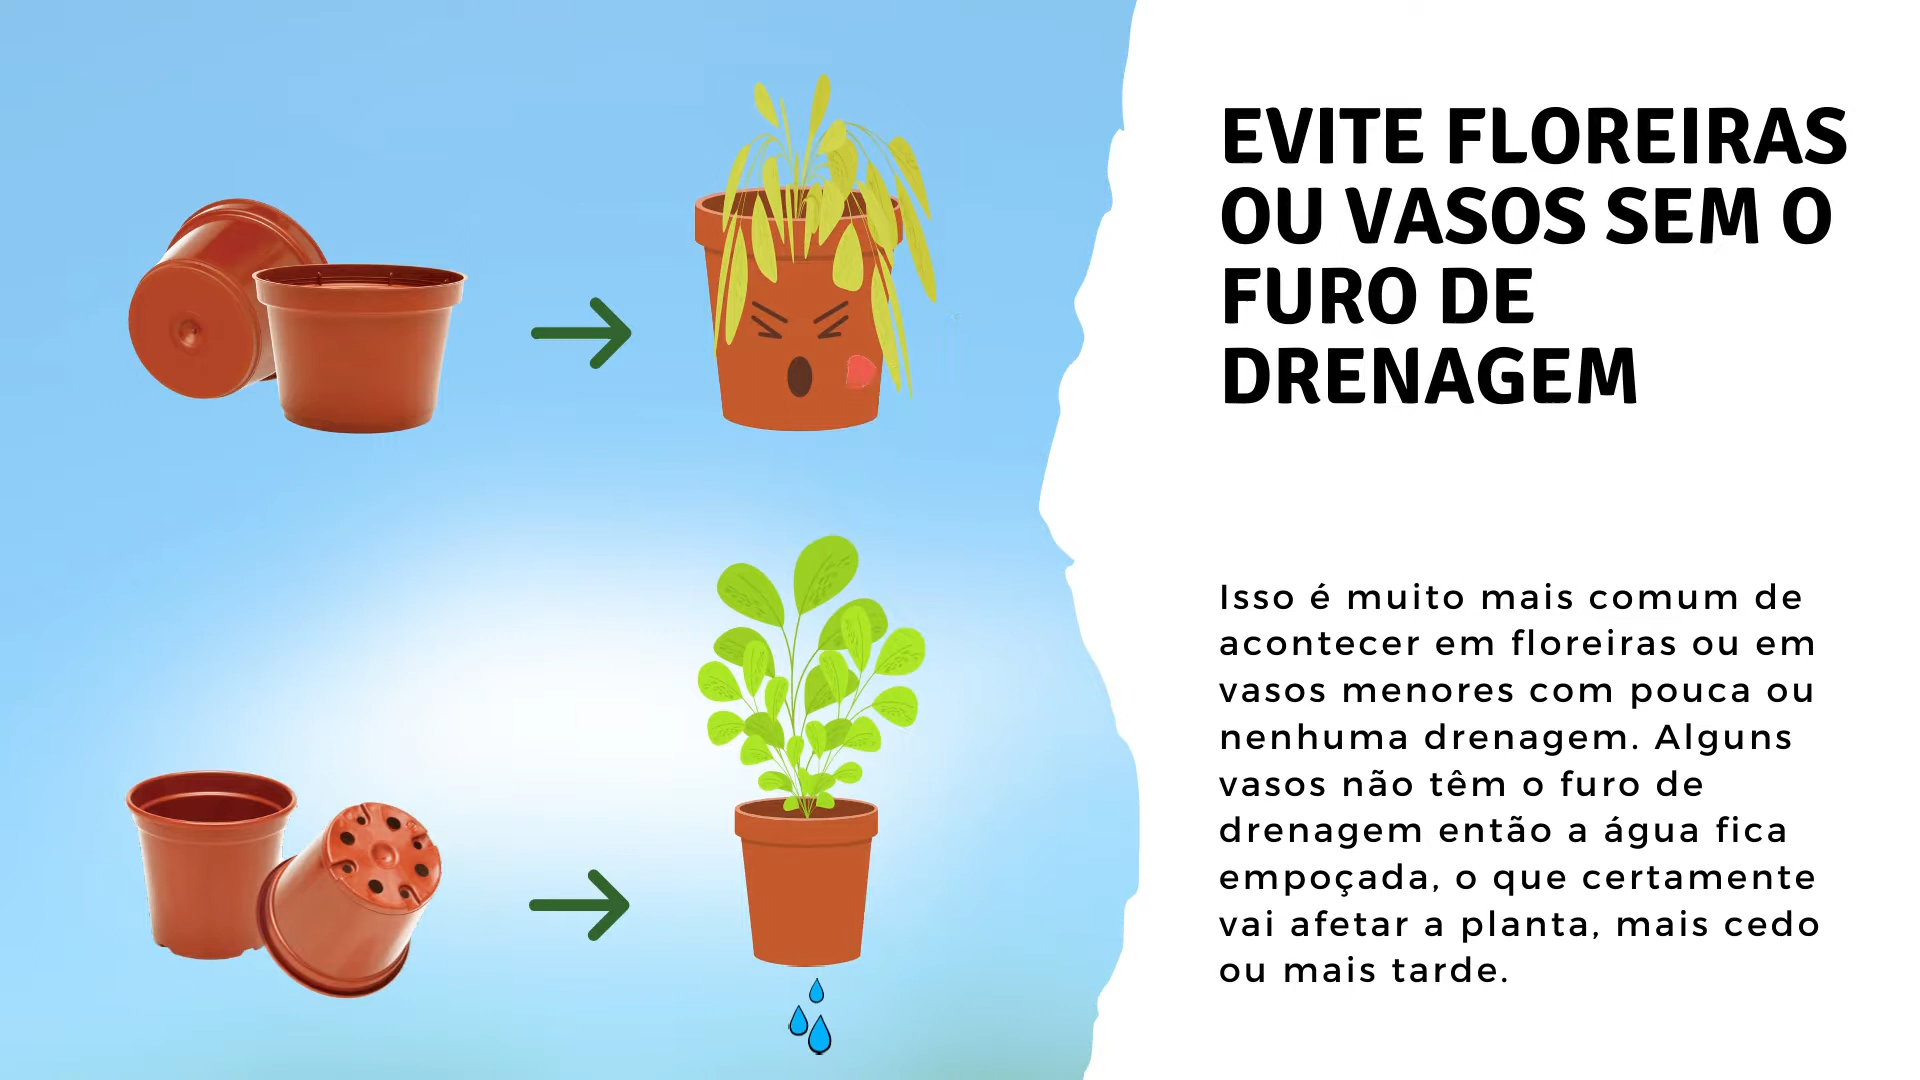 EVITE FLOREIRAS
OU VASOS SEM O
FURO DE
DRENAGEM
Isso é muito mais comum de
acontecer em floreiras ou em
vasos menores com pouca ou
nenhuma drenagem. Alguns
vasos não têm o furo de
drenagem então a água fica
empoçada, o que certamente
vai afetar a planta, mais cedo
ou mais tarde.